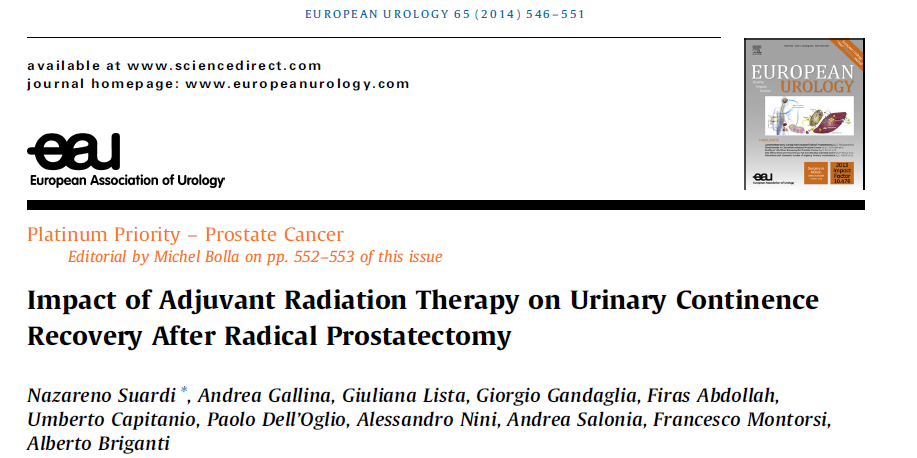 EUROPEAN UROLOGY 65 (2014) 546–551
available at www.sciencedirect.com
journal homepage: www.europeanurology.com
EUROPEAN
UROLOGY
eau
European Association of Urology
Platinum Priority – Prostate Cancer
Editorial by Michel Bolla on pp. 552–553 of this issue
Impact of Adjuvant Radiation Therapy on Urinary Continence
Recovery After Radical Prostatectomy
Nazareno Suardi *, Andrea Gallina, Giuliana Lista, Giorgio Gandaglia, Firas Abdollah,
Umberto Capitanio, Paolo Dell'Oglio, Alessandro Nini, Andrea Salonia, Francesco Montorsi,
Alberto Briganti